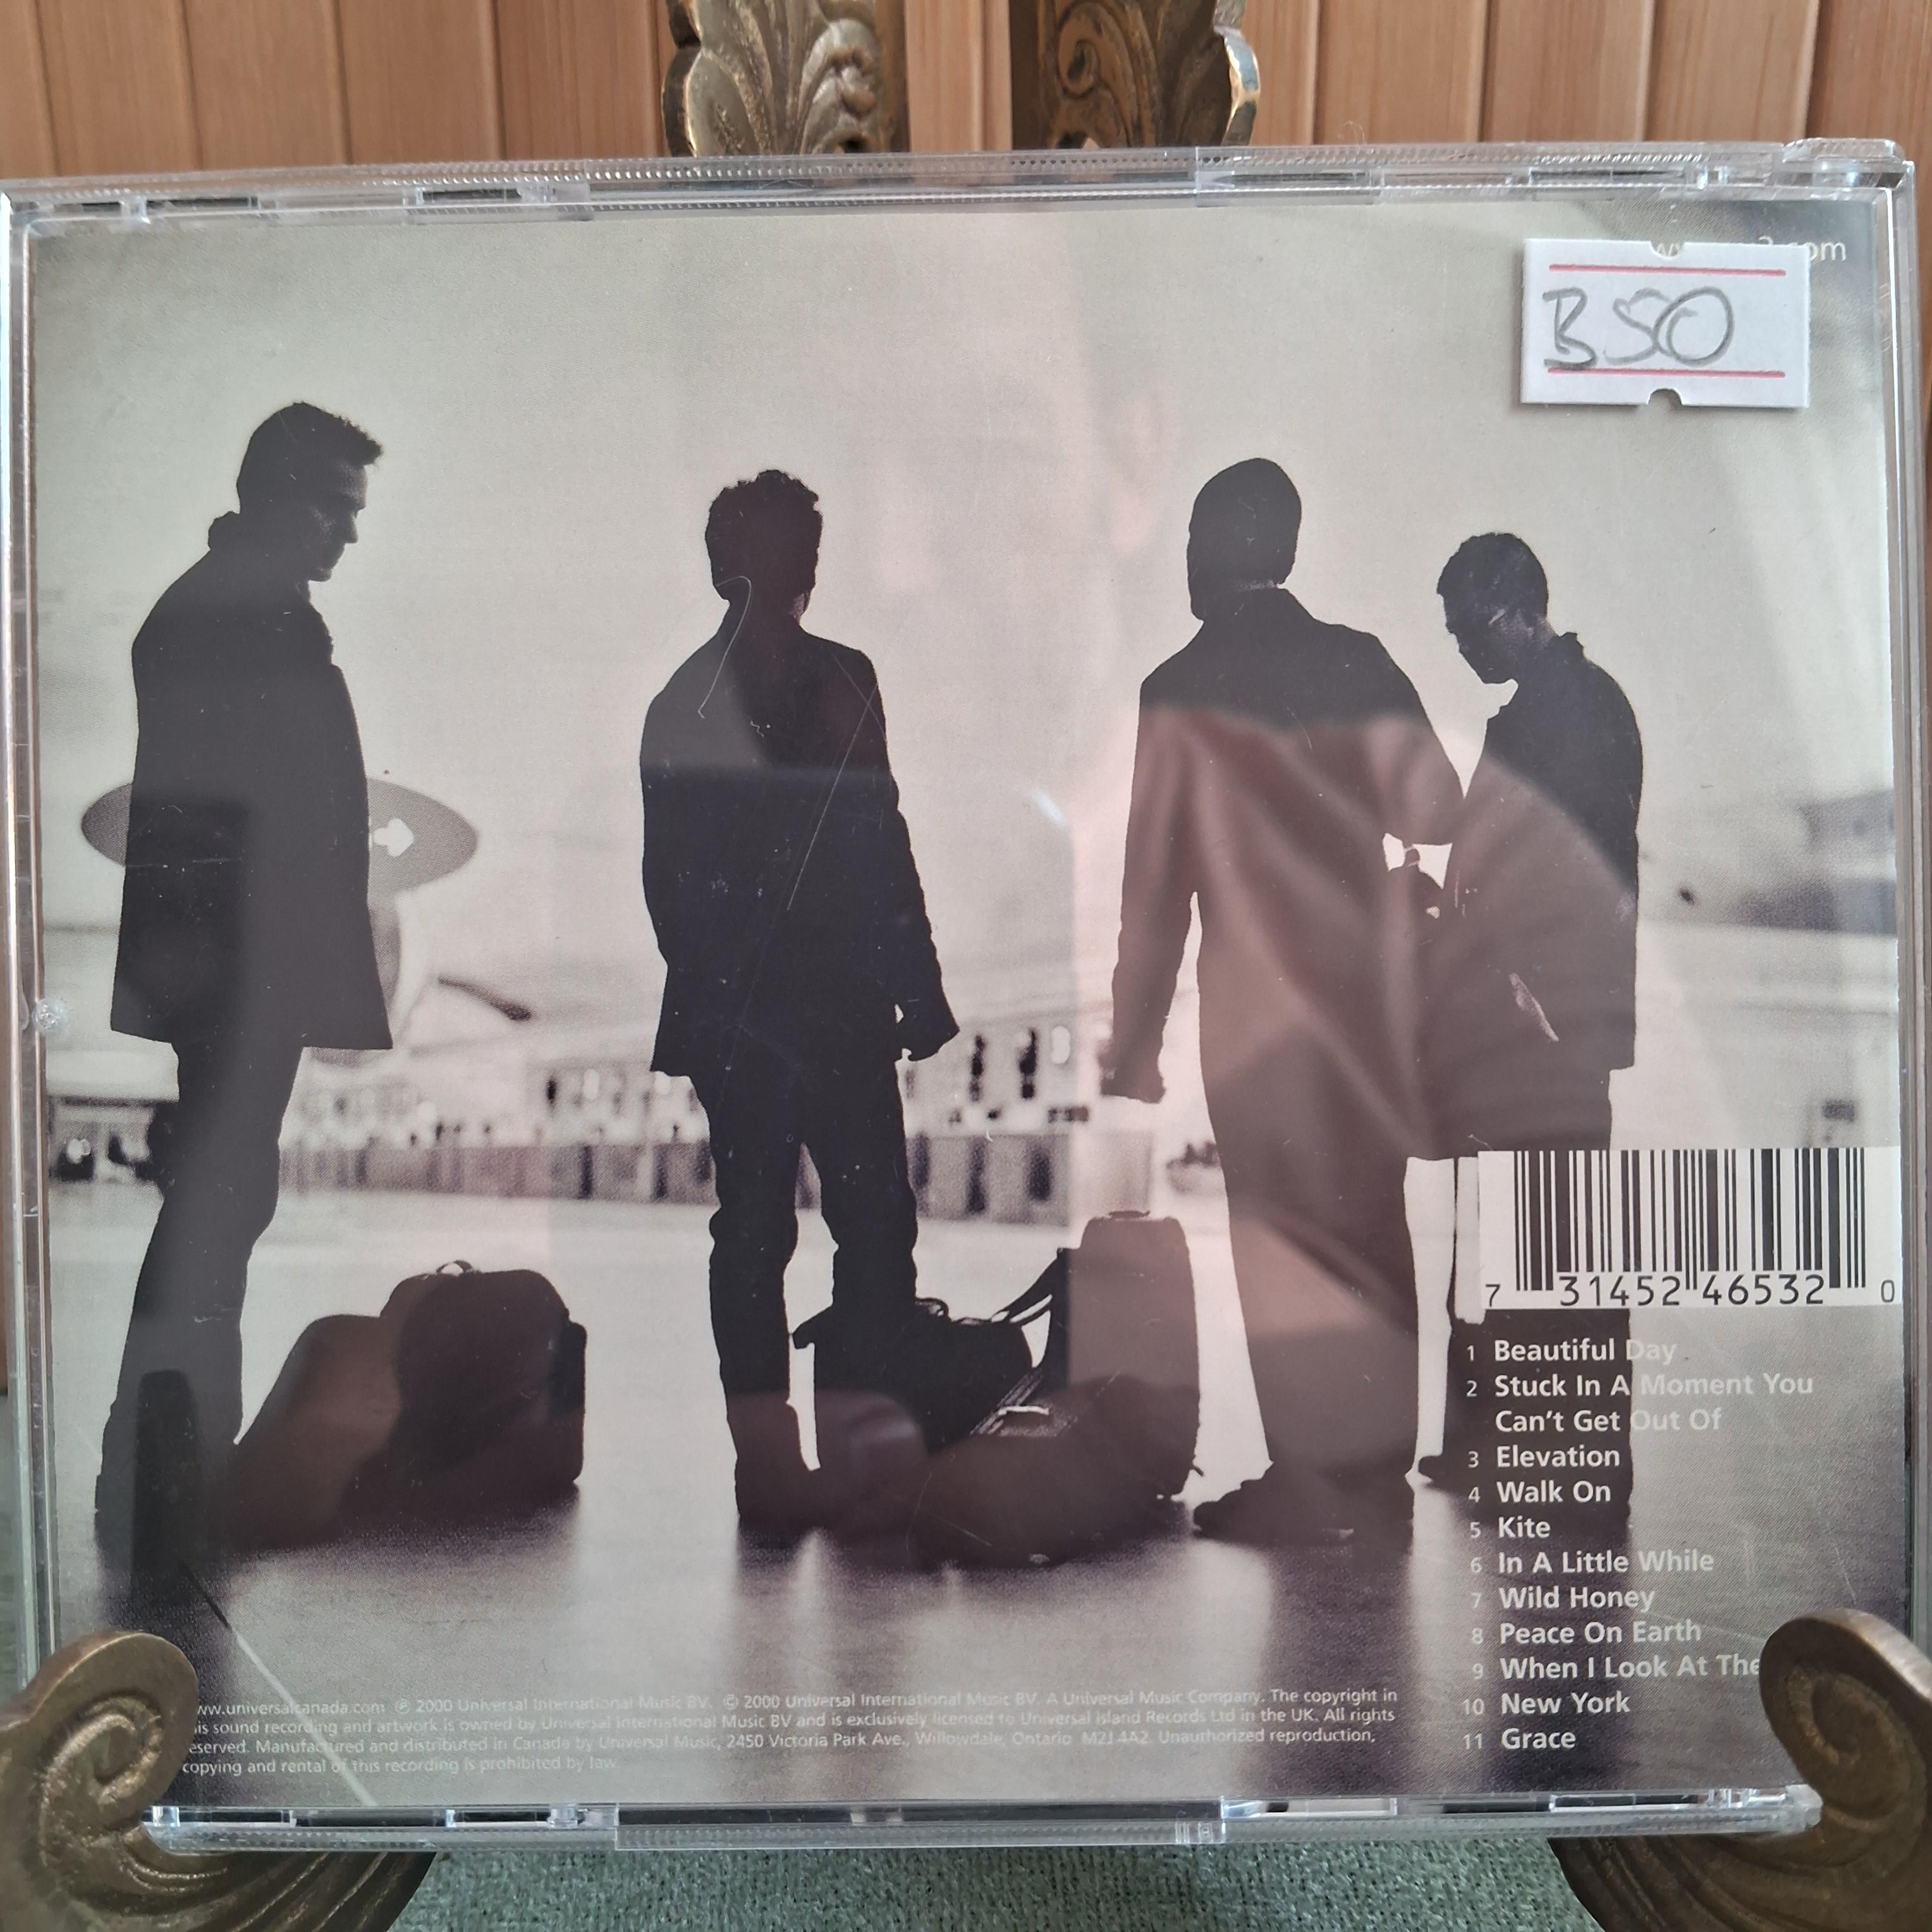 om
B50
7 31452 46532 0
1 Beautiful Day
2 Stuck In A Moment You
Can't Get Out Of
3 Elevation
4 Walk On
5 Kite
6 In A Little While
7 Wild Honey
8 Peace On Earth
9 When I Look At The
10 New York
11 Grace
ww.universalcanada.com ℗ 2000 Universal International Music BV. © 2000 Universal International Music BV. A Universal Music Company. The copyright in
is sound recording and artwork is owned by Universal International Music BV and is exclusively licensed to Universal Island Records Ltd in the UK. All rights
eserved. Manufactured and distributed in Canada by Universal Music, 2450 Victoria Park Ave., Willowdale, Ontario M2J 4A2. Unauthorized reproduction,
copying and rental of this recording is prohibited by law.